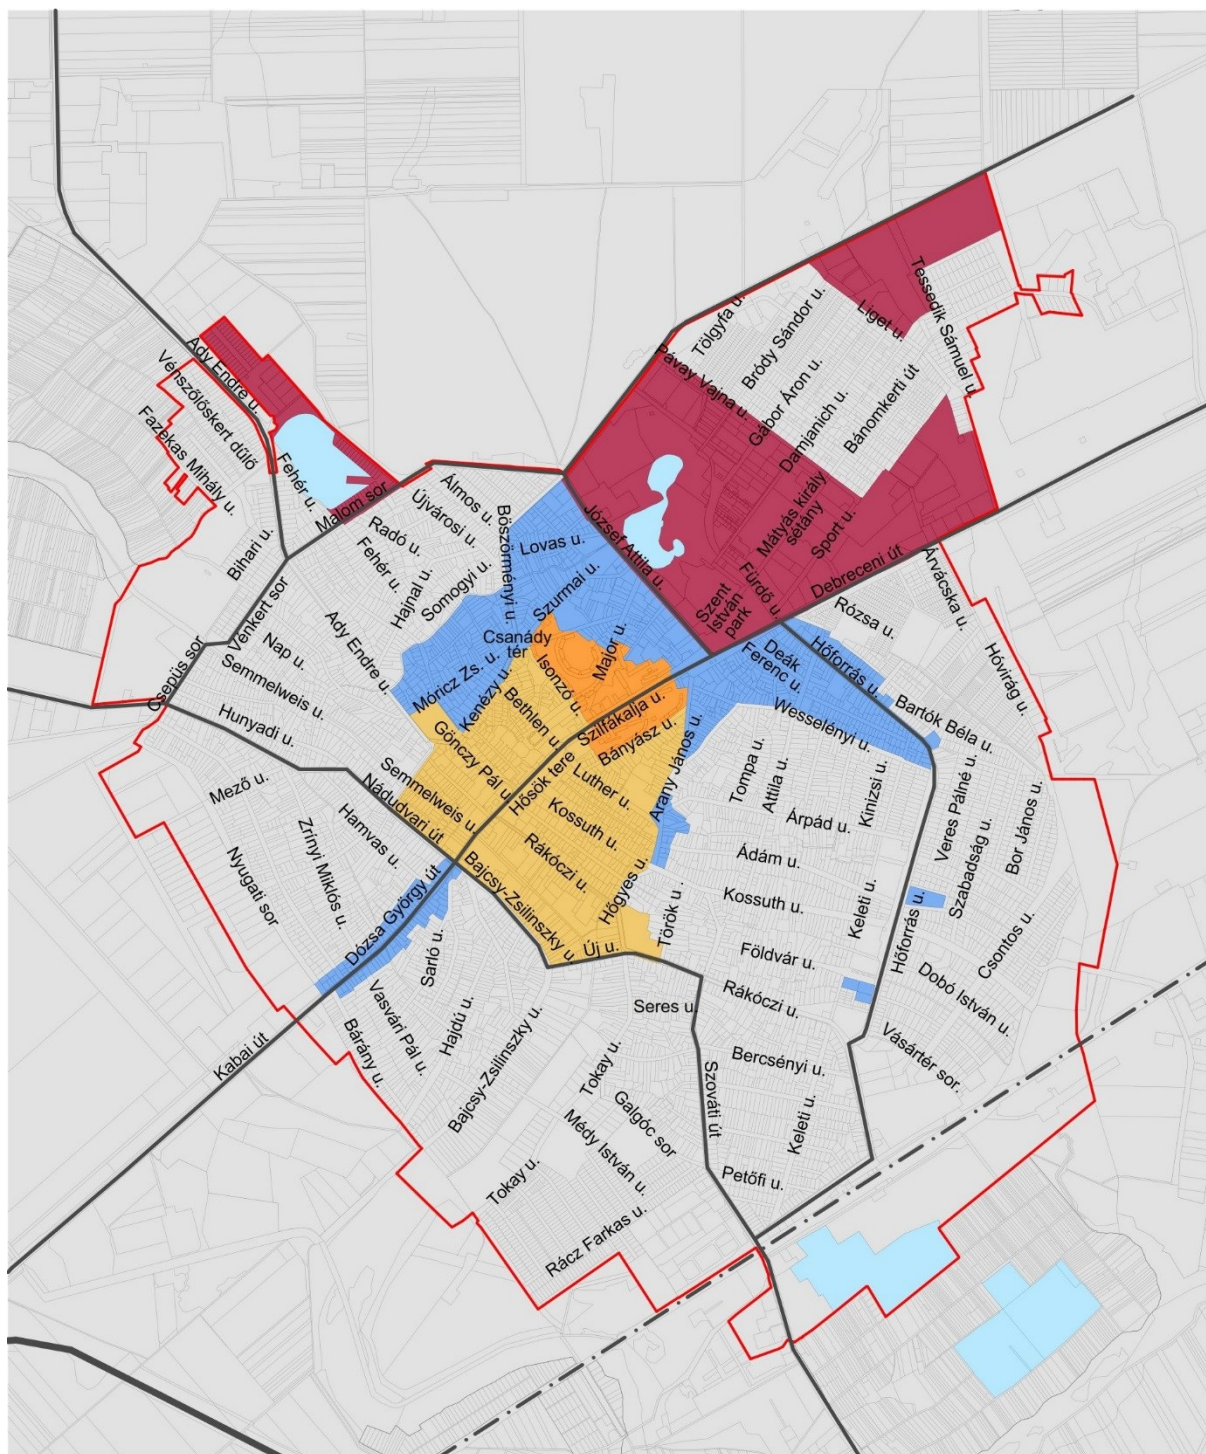 Tessedik Sámuel u.
Tölgyfa u.
Bródy Sándor u.
Liget u.
Pávay Vajna u.
Gábor Áron u.
Damjanich u.
Bánomkerti út
Ady Endre u.
Vénszőlőskert dűlő
Fazekas Mihály u.
Fehér u.
Malom sor
Bihari u.
Álmos u.
Újvárosi u.
Radó u.
Fehér u.
Hajnal u.
Somogyi u.
Böszörményi u.
Lovas u.
József Attila u.
Mátyás király
sétány
Sport u.
Debreceni út
Fürdő u.
Szent
István
park
Szurmai u.
Árvácska u.
Rózsa u.
Vénkert sor
Csepüs sor
Nap u.
Semmelweis u.
Hunyadi u.
Ady Endre u.
Móricz Zs. u.
Kenézy u.
Csanády
tér
Isonzó u.
Major u.
Bethlen u.
Szilfákalja u.
Bányász u.
Deák
Ferenc u.
Hőforrás u.
Hóvirág u.
Bartók Béla u.
Wesselényi u.
Gönczy Pál u.
Hősök tere
Luther u.
Arany János u.
Tompa u.
Attila u.
Kinizsi u.
Árpád u.
Veres Pálné u.
Szabadság u.
Bor János u.
Mező u.
Zrínyi Miklós u.
Hamvas u.
Nyugati sor
Semmelweis u.
Nádudvari út
Kossuth u.
Rákóczi u.
Bajcsy-Zsilinszky u.
Hőgyes u.
Ádám u.
Kossuth u.
Keleti u.
Hőforrás u.
Csontos u.
Dózsa György út
Sarló u.
Új u.
Török u.
Földvár u.
Dobó István u.
Vasvári Pál u.
Hajdú u.
Bárány u.
Kabai út
Bajcsy-Zsilinszky u.
Seres u.
Rákóczi u.
Vásártér sor.
Bercsényi u.
Tokay u.
Galgóc sor
Médy István u.
Szováti út
Keleti u.
Tokay u.
Petőfi u.
Rácz Farkas u.